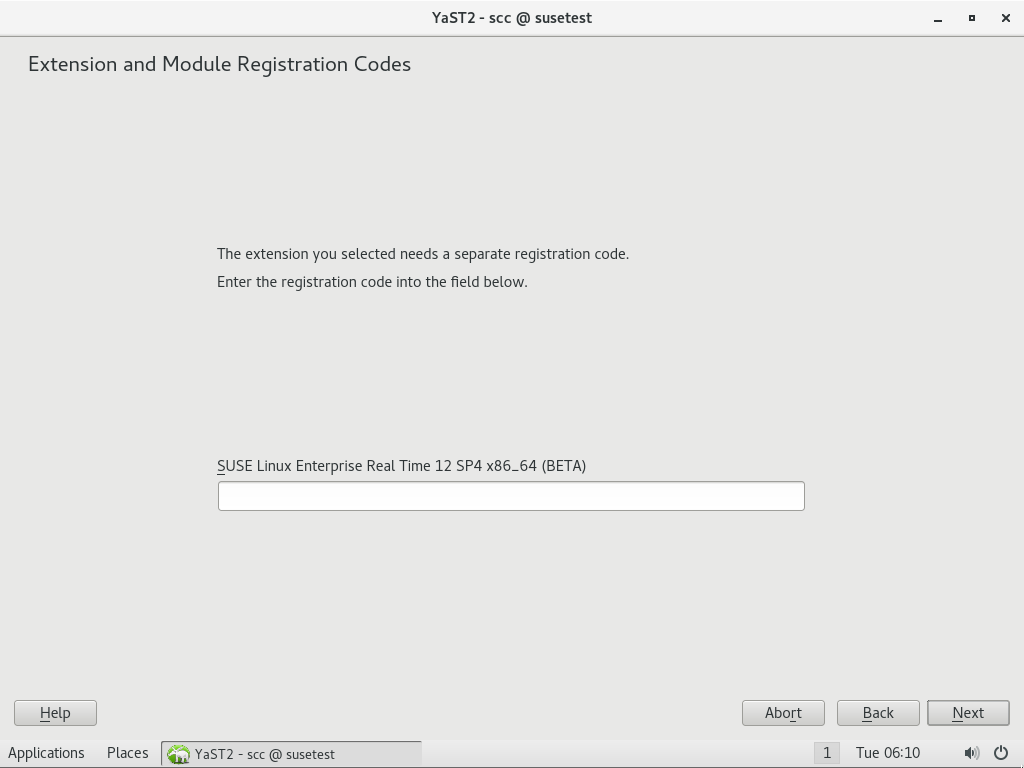 YaST2 - scc @ susetest
Extension and Module Registration Codes
The extension you selected needs a separate registration code.
Enter the registration code into the field below.
SUSE Linux Enterprise Real Time 12 SP4 x86_64 (BETA)
Help
Abort
Back
Next
Applications
Places
YaST2 - scc @ susetest
1
Tue 06:10